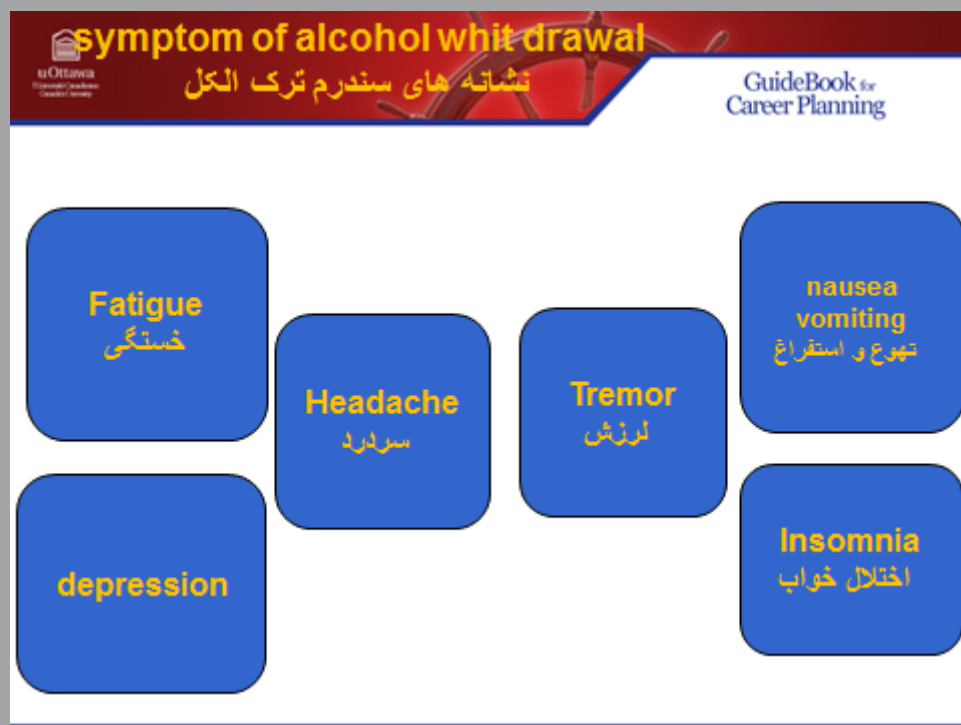 symptom of alcohol whit drawal
نشانه های سندرم ترک الکل
uOttawa
GuideBook for
Career Planning
Fatigue
خستگی
Headache
سردرد
Tremor
لرزش
nausea
vomiting
تهوع و استفراغ
depression
Insomnia
اختلال خواب